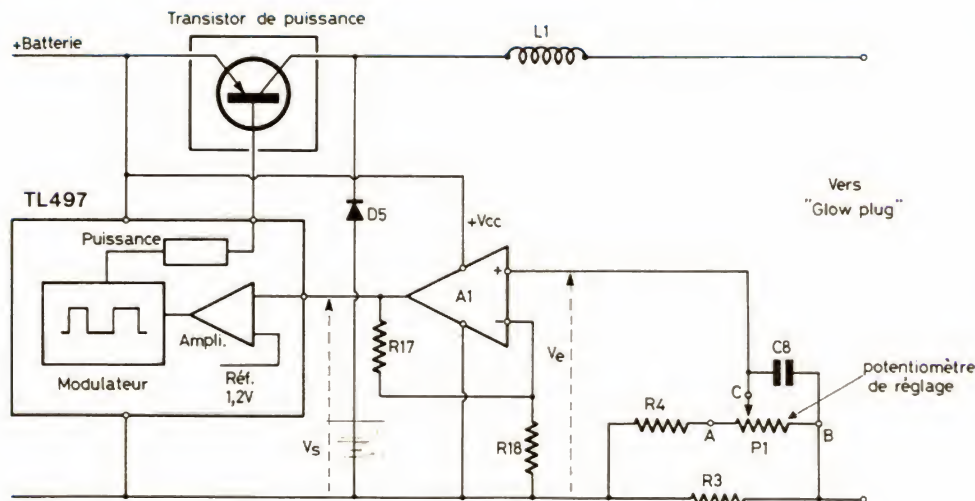 Transistor de puissance
+Batterie
L1
TL497
Puissance
D5
+Vcc
Vers
"Glow plug"
A1
+
−
Ampli.
Modulateur
Réf.
1,2V
R17
Ve
C8
potentiomètre
de réglage
C
R4
A
P1
B
Vs
R18
R3